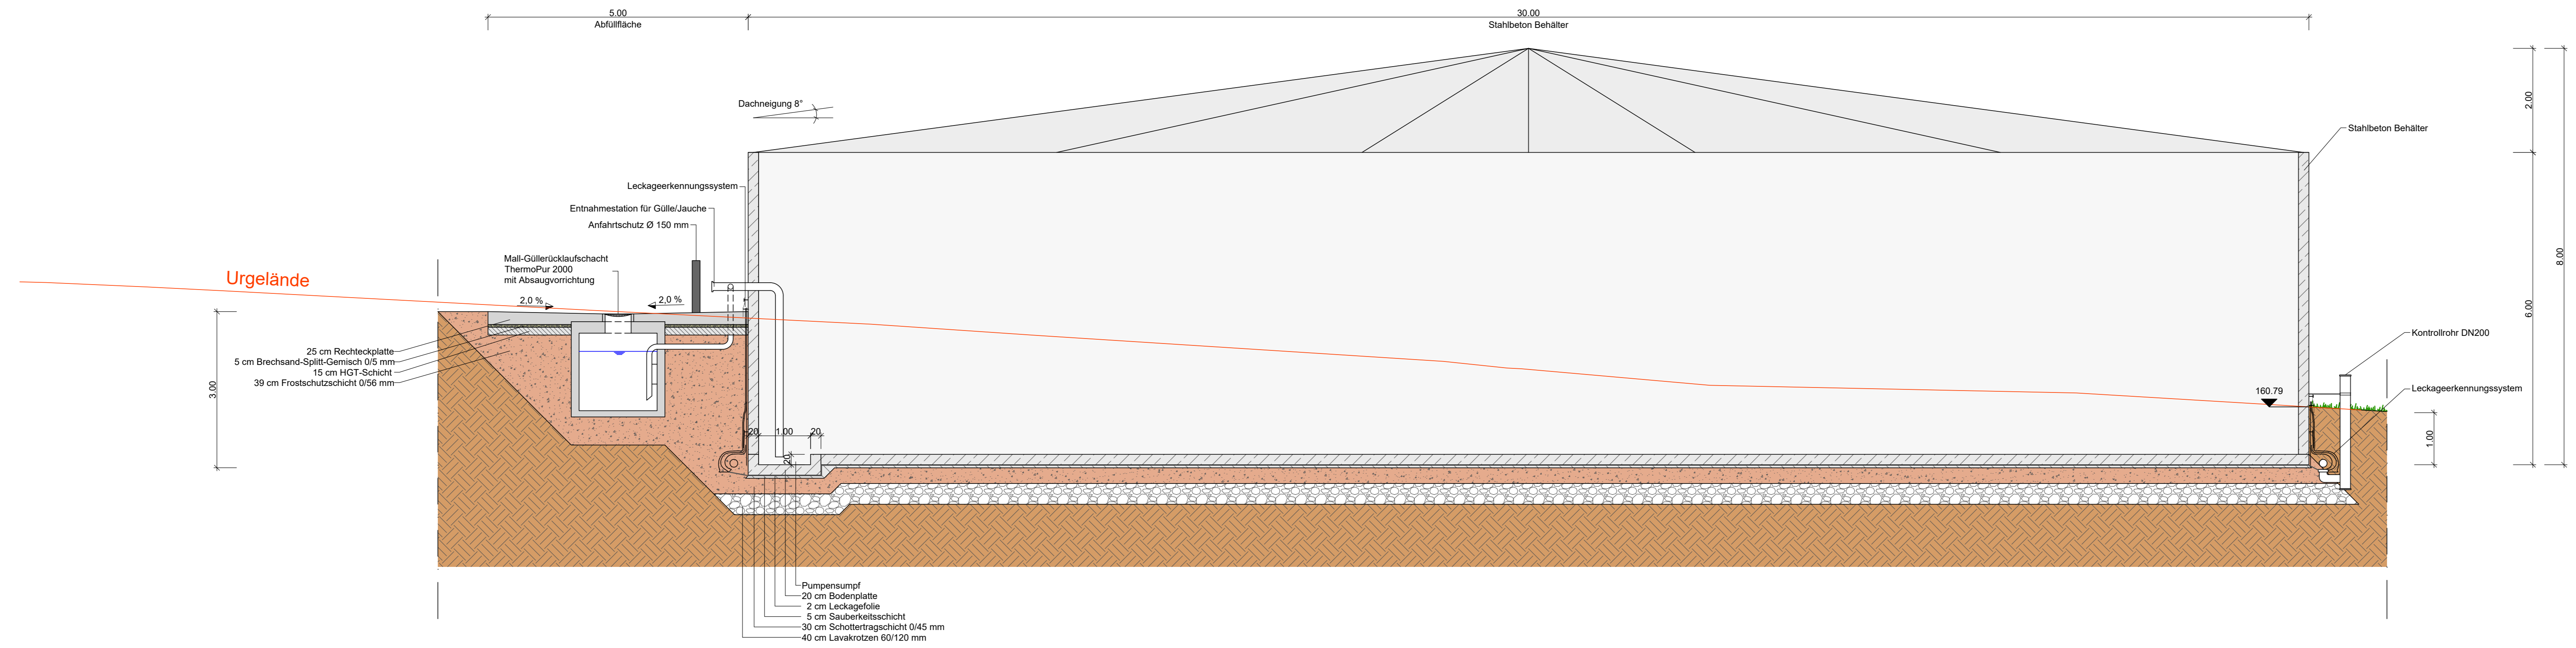 5.00
Abfüllfläche
30.00
Stahlbeton Behälter
Dachneigung 8°
2.00
8.00
6.00
Stahlbeton Behälter
Leckageerkennungssystem
Entnahmestation für Gülle/Jauche
Anfahrtschutz Ø 150 mm
Mall-Güllerücklaufschacht
ThermoPur 2000
mit Absaugvorrichtung
Urgelände
2,0 %
2,0 %
25 cm Rechteckplatte
5 cm Brechsand-Splitt-Gemisch 0/5 mm
15 cm HGT-Schicht
39 cm Frostschutzschicht 0/56 mm
3.00
Kontrollrohr DN200
Leckageerkennungssystem
160.79
1.00
20
1.00
20
20
Pumpensumpf
20 cm Bodenplatte
2 cm Leckagefolie
5 cm Sauberkeitsschicht
30 cm Schottertragschicht 0/45 mm
40 cm Lavakrotzen 60/120 mm